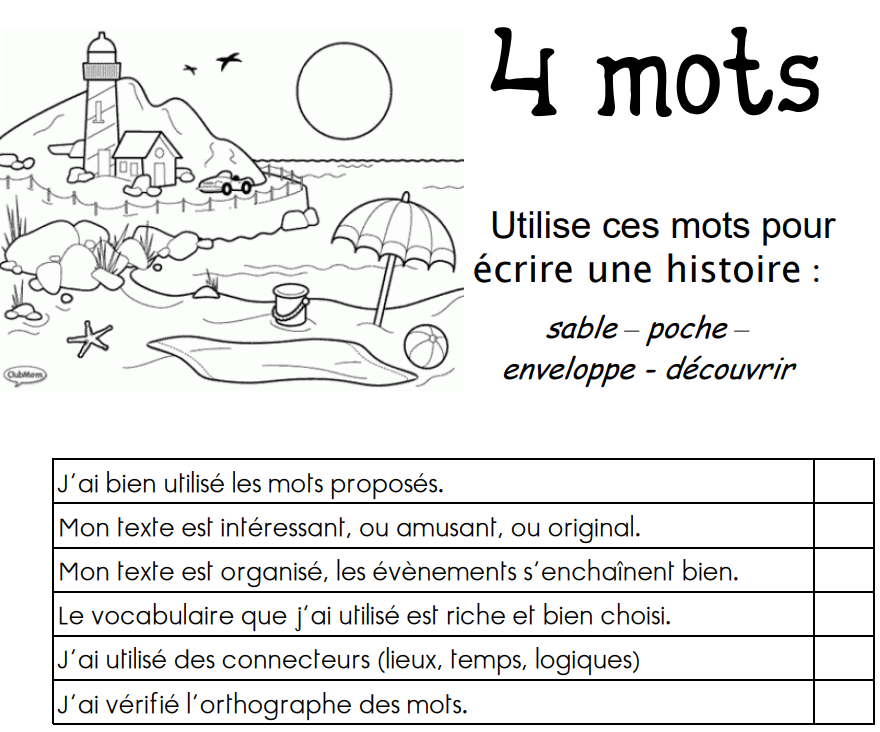 4 mots
Utilise ces mots pour
écrire une histoire :
sable – poche –
enveloppe - découvrir
ClubMom
J'ai bien utilisé les mots proposés.
Mon texte est intéressant, ou amusant, ou original.
Mon texte est organisé, les évènements s'enchaînent bien.
Le vocabulaire que j'ai utilisé est riche et bien choisi.
J'ai utilisé des connecteurs (lieux, temps, logiques)
J'ai vérifié l'orthographe des mots.